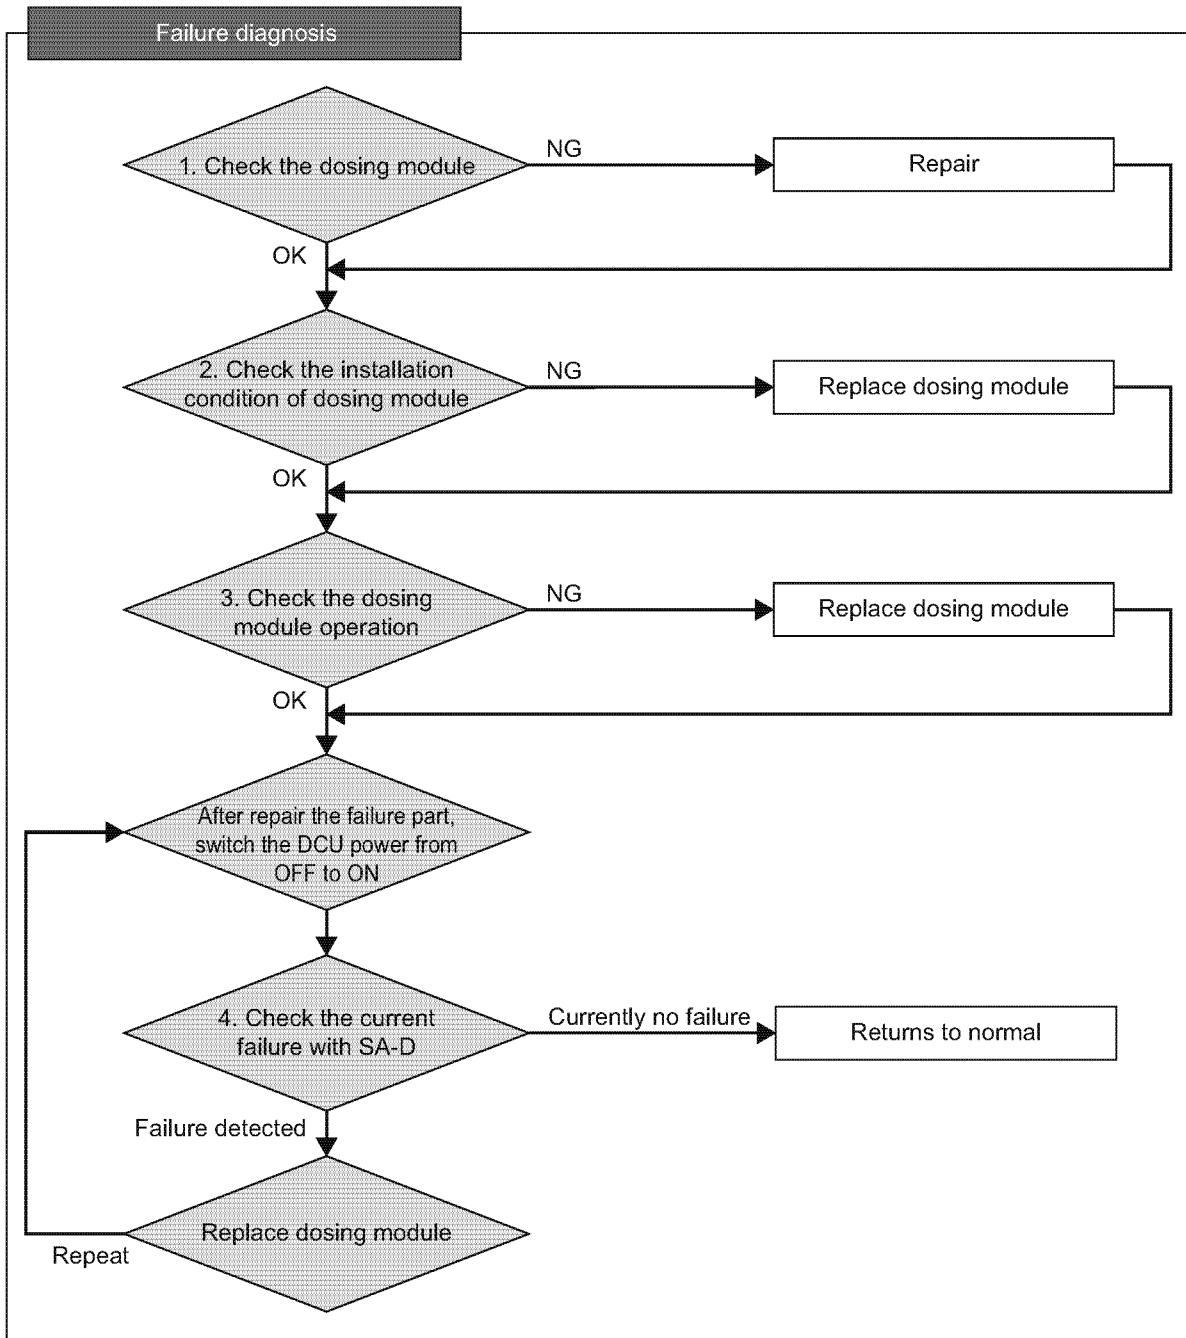 Failure diagnosis
1. Check the dosing module
NG
Repair
OK
2. Check the installation
condition of dosing module
NG
Replace dosing module
OK
3. Check the dosing
module operation
NG
Replace dosing module
OK
After repair the failure part,
switch the DCU power from
OFF to ON
4. Check the current
failure with SA-D
Currently no failure
Returns to normal
Failure detected
Replace dosing module
Repeat